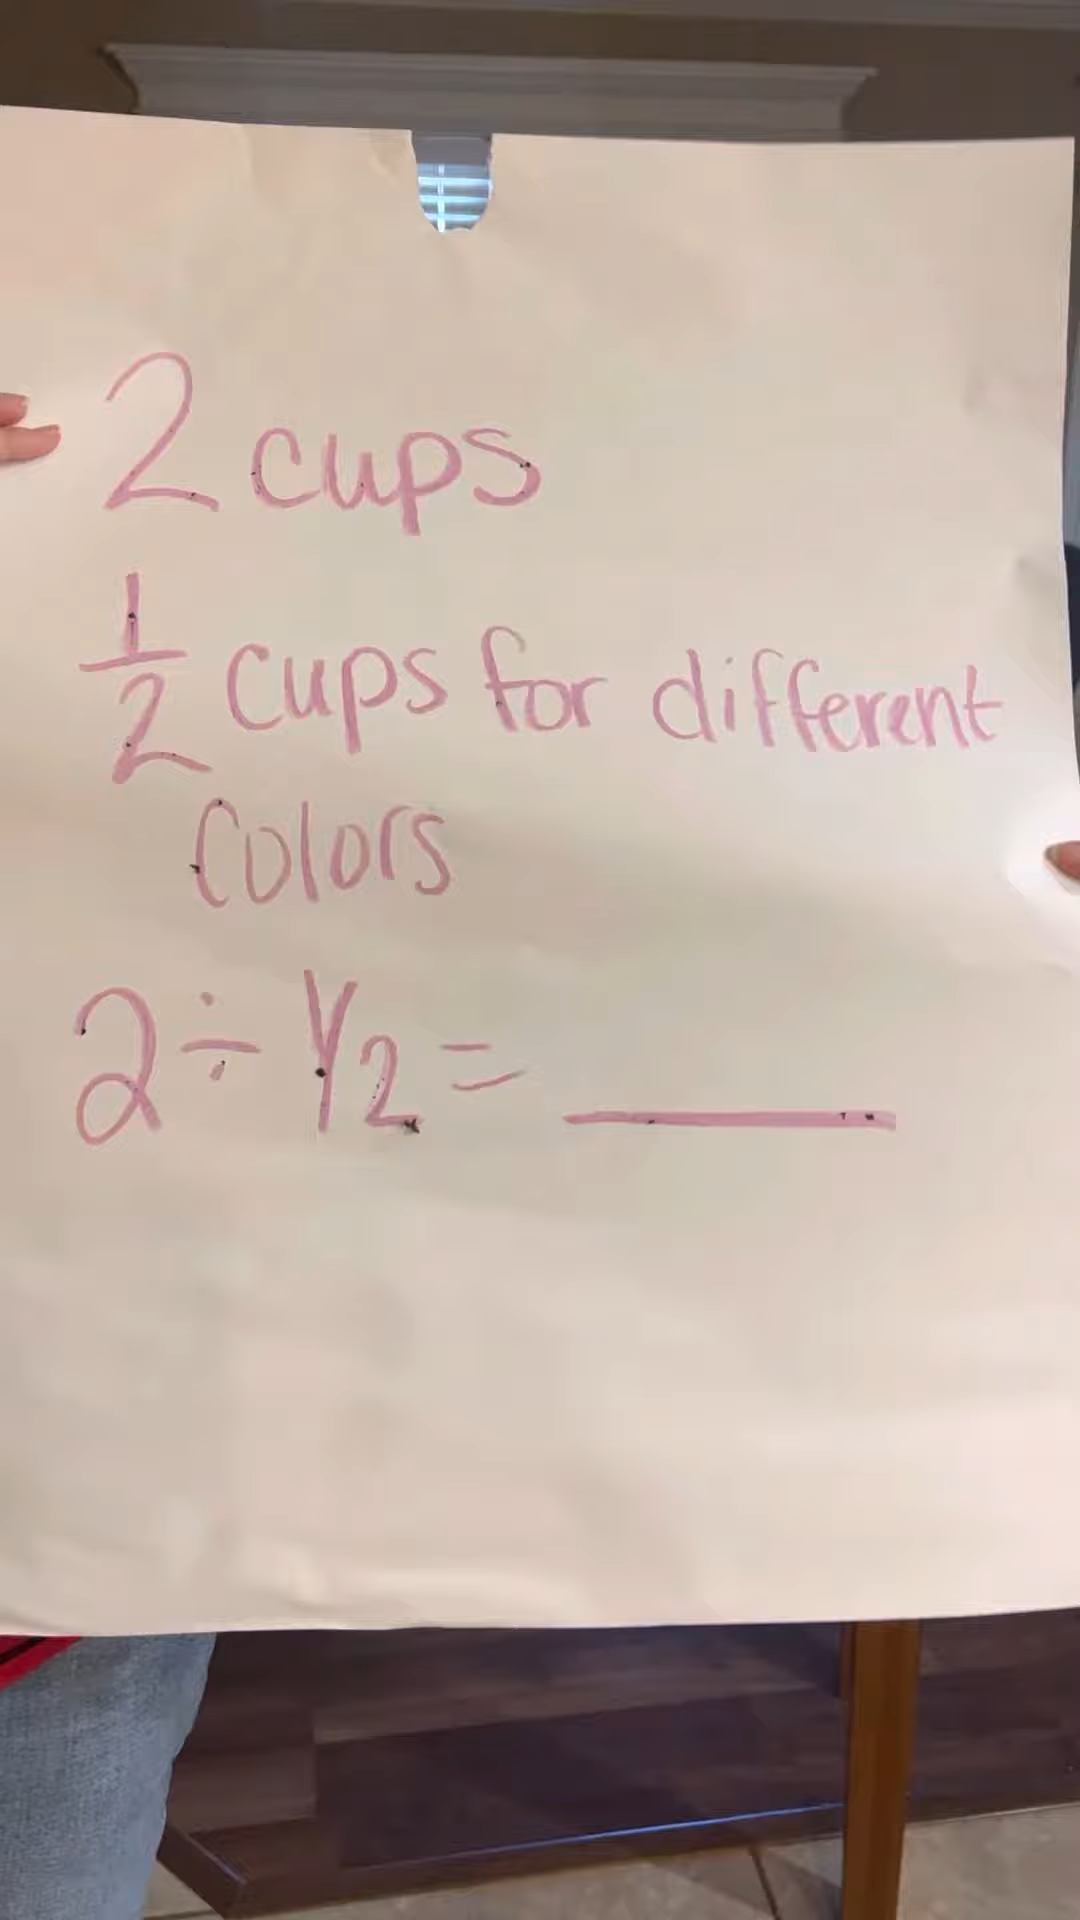 2 cups
1/2 cups for different
colors
2 ÷ 1/2 = ______